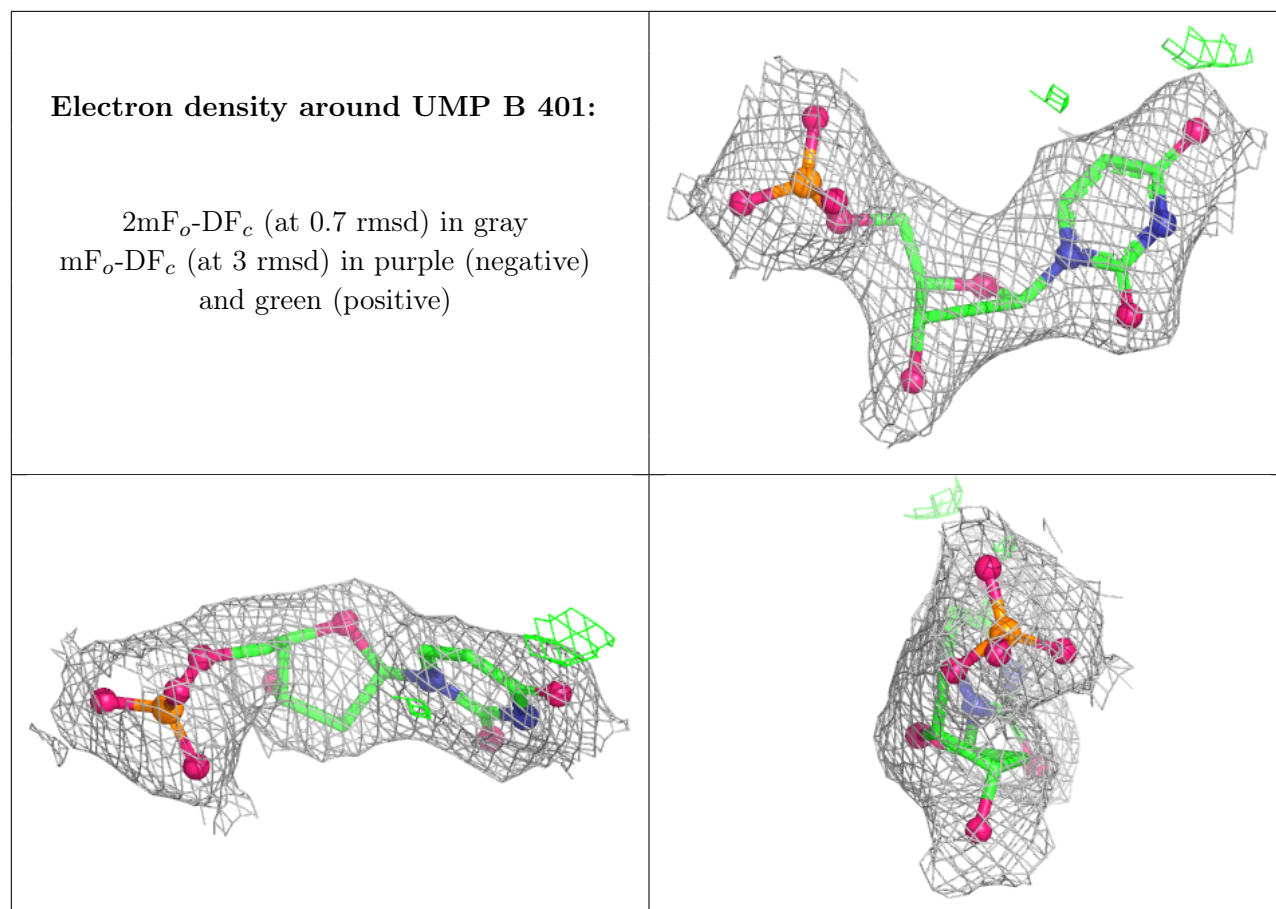 Electron density around UMP B 401:
2mFo-DFc (at 0.7 rmsd) in gray
mFo-DFc (at 3 rmsd) in purple (negative)
and green (positive)